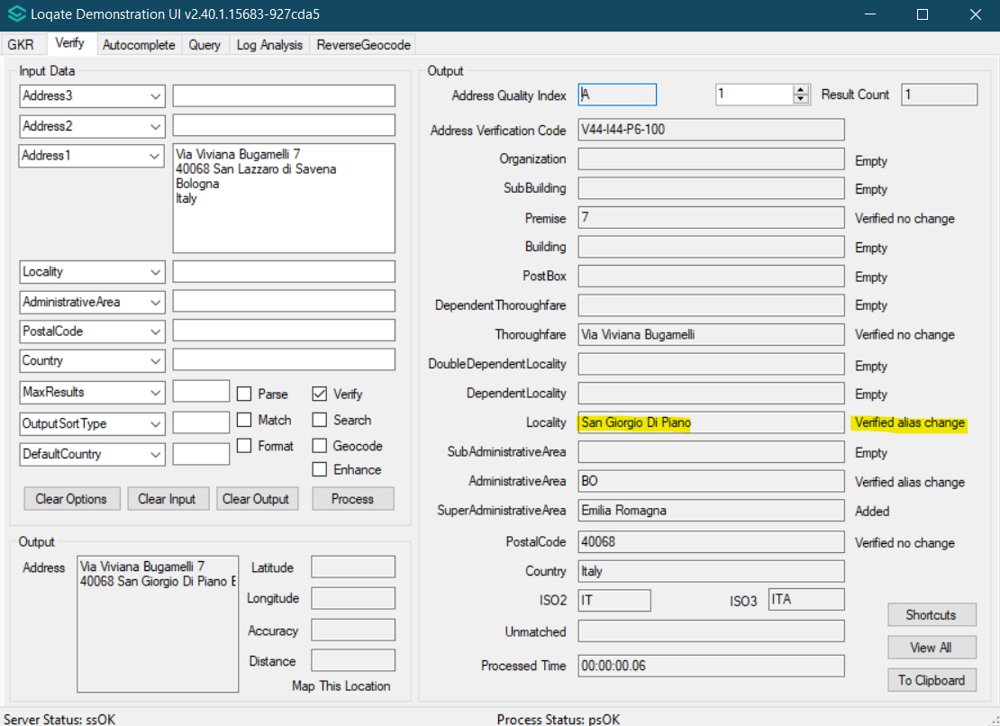 Loqate Demonstration UI v2.40.1.15683-927cda5
GKR Verify Autocomplete Query Log Analysis ReverseGeocode
Input Data
Address3
Address2
Address1
Via Viviana Bugamelli 7
40068 San Lazzaro di Savena
Bologna
Italy
Locality
AdministrativeArea
PostalCode
Country
MaxResults
OutputSortType
DefaultCountry
Parse Verify
Match Search
Format Geocode
Enhance
Clear Options Clear Input Clear Output Process
Output
Address
Via Viviana Bugamelli 7
40068 San Giorgio Di Piano E
Latitude
Longitude
Accuracy
Distance
Map This Location
Output
Address Quality Index A 1 Result Count 1
Address Verification Code V44-I44-P6-100
Organization Empty
SubBuilding Empty
Premise 7 Verified no change
Building Empty
PostBox Empty
DependentThoroughfare Empty
Thoroughfare Via Viviana Bugamelli Verified no change
DoubleDependentLocality Empty
DependentLocality Empty
Locality San Giorgio Di Piano Verified alias change
SubAdministrativeArea Empty
AdministrativeArea BO Verified alias change
SuperAdministrativeArea Emilia Romagna Added
PostalCode 40068 Verified no change
Country Italy
ISO2 IT ISO3 ITA
Unmatched
Processed Time 00:00:00.06
Shortcuts
View All
To Clipboard
Server Status: ssOK Process Status: psOK